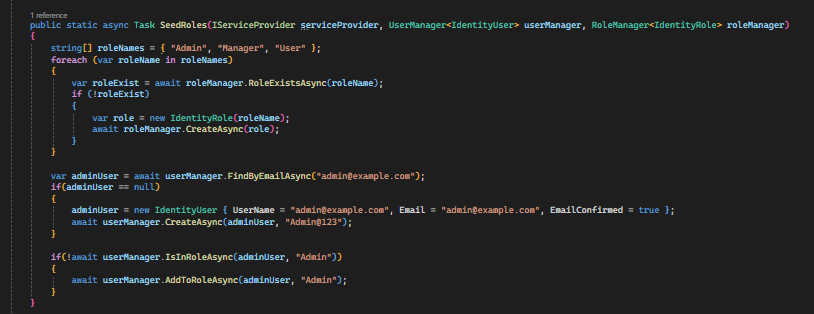 1 reference
public static async Task SeedRoles(IServiceProvider serviceProvider, UserManager<IdentityUser> userManager, RoleManager<IdentityRole> roleManager)
{
string[] roleNames = { "Admin", "Manager", "User" };
foreach (var roleName in roleNames)
{
var roleExist = await roleManager.RoleExistsAsync(roleName);
if (!roleExist)
{
var role = new IdentityRole(roleName);
await roleManager.CreateAsync(role);
}
}
var adminUser = await userManager.FindByEmailAsync("admin@example.com");
if(adminUser == null)
{
adminUser = new IdentityUser { UserName = "admin@example.com", Email = "admin@example.com", EmailConfirmed = true };
await userManager.CreateAsync(adminUser, "Admin@123");
}
if(!await userManager.IsInRoleAsync(adminUser, "Admin"))
{
await userManager.AddToRoleAsync(adminUser, "Admin");
}
}